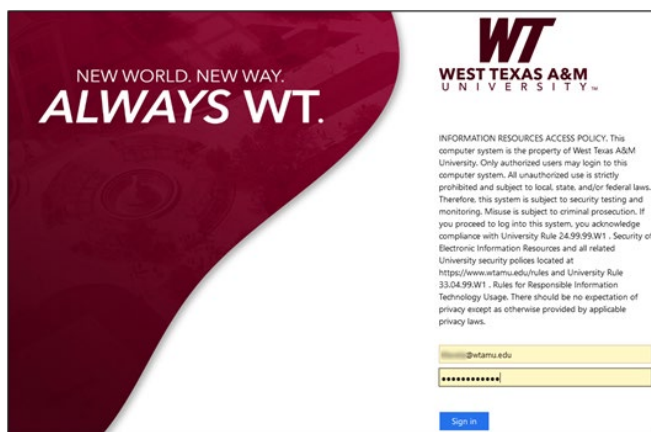 NEW WORLD. NEW WAY.
ALWAYS WT.
WT
WEST TEXAS A&M
UNIVERSITY™
INFORMATION RESOURCES ACCESS POLICY. This
computer system is the property of West Texas A&M
University. Only authorized users may login to this
computer system. All unauthorized use is strictly
prohibited and subject to local, state, and/or federal laws.
Therefore, this system is subject to security testing and
monitoring. Misuse is subject to criminal prosecution. If
you proceed to log into this system, you acknowledge
compliance with University Rule 24.99.99.W1 . Security of
Electronic Information Resources and all related
University security polices located at
https://www.wtamu.edu/rules and University Rule
33.04.99.W1 . Rules for Responsible Information
Technology Usage. There should be no expectation of
privacy except as otherwise provided by applicable
privacy laws.
@wtamu.edu
Sign in